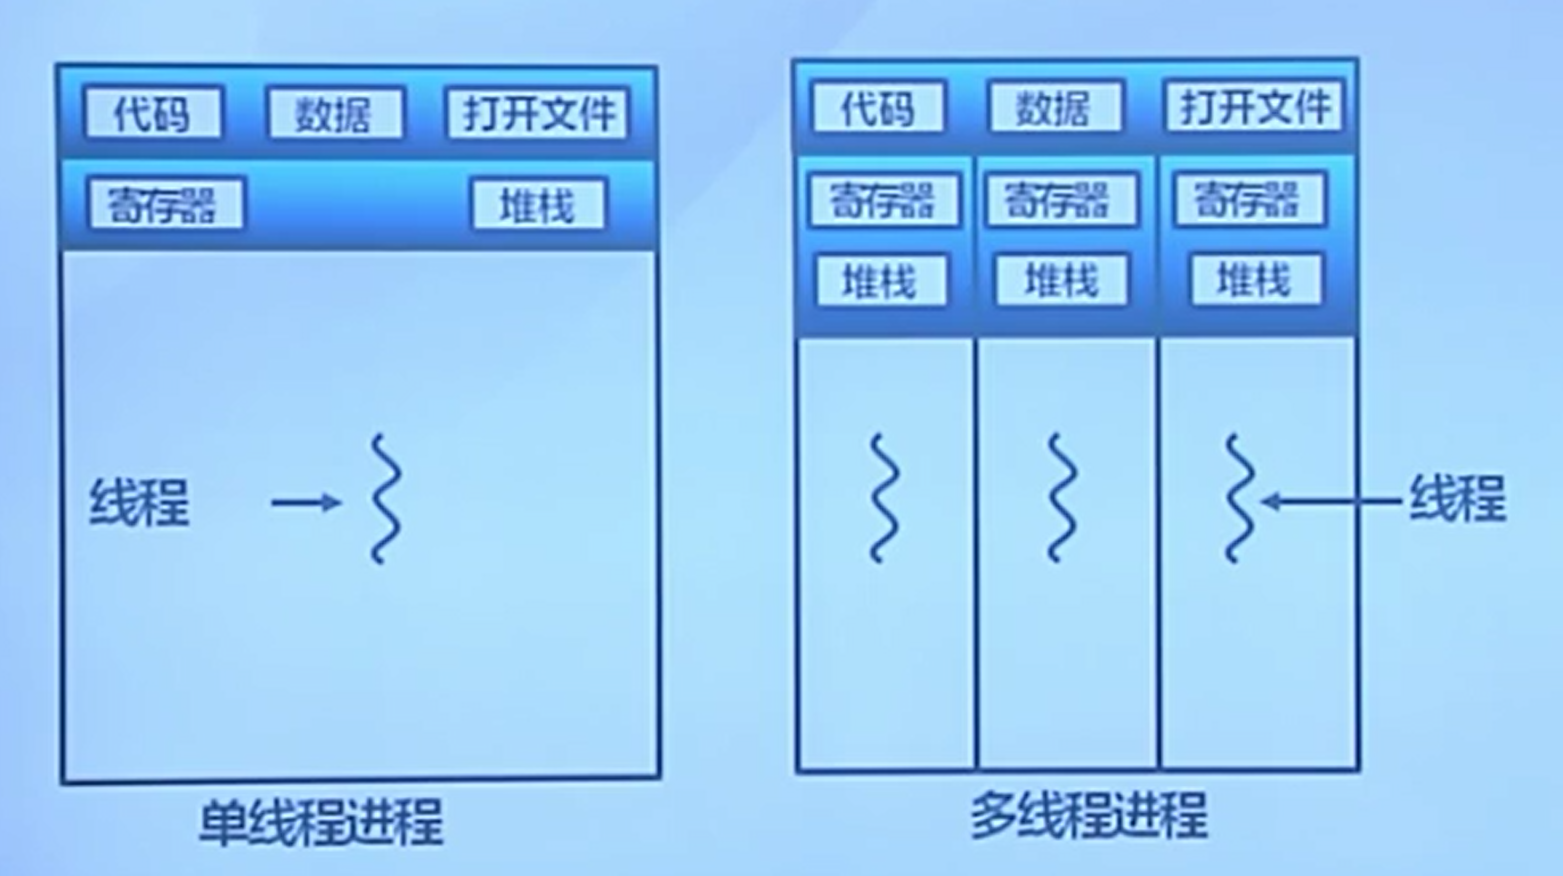 代码 数据 打开文件
寄存器 堆栈
线程
单线程进程
代码 数据 打开文件
寄存器 寄存器 寄存器
堆栈 堆栈 堆栈
线程
多线程进程